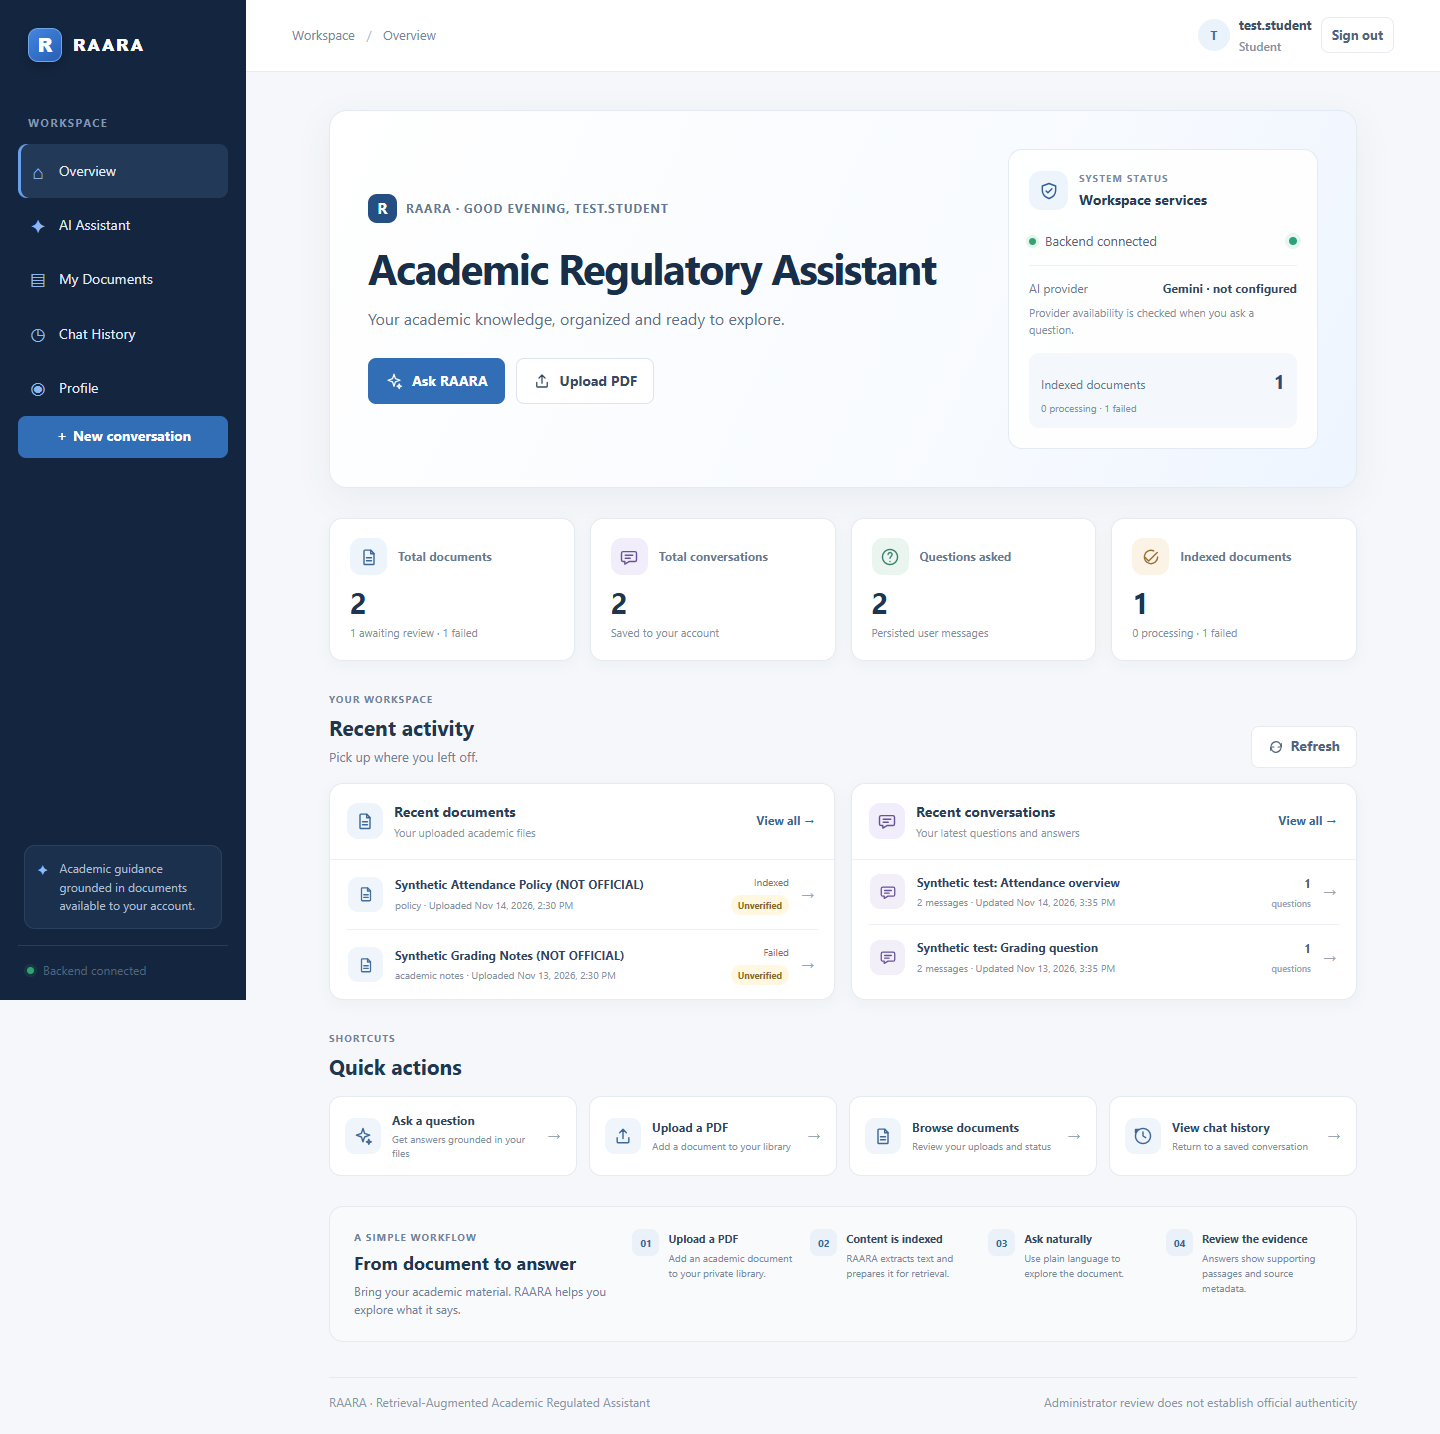 R RAARA
WORKSPACE
Overview
AI Assistant
My Documents
Chat History
Profile
+ New conversation
Academic guidance
grounded in documents
available to your account.
Backend connected
Workspace / Overview
T
test.student
Student
Sign out
R RAARA · GOOD EVENING, TEST.STUDENT
Academic Regulatory Assistant
Your academic knowledge, organized and ready to explore.
Ask RAARA
Upload PDF
SYSTEM STATUS
Workspace services
Backend connected
AI provider Gemini · not configured
Provider availability is checked when you ask a
question.
Indexed documents 1
0 processing · 1 failed
Total documents
2
1 awaiting review · 1 failed
Total conversations
2
Saved to your account
Questions asked
2
Persisted user messages
Indexed documents
1
0 processing · 1 failed
YOUR WORKSPACE
Recent activity
Pick up where you left off.
Refresh
Recent documents
Your uploaded academic files
View all →
Synthetic Attendance Policy (NOT OFFICIAL)
policy · Uploaded Nov 14, 2026, 2:30 PM
Indexed
Unverified
→
Synthetic Grading Notes (NOT OFFICIAL)
academic notes · Uploaded Nov 13, 2026, 2:30 PM
Failed
Unverified
→
Recent conversations
Your latest questions and answers
View all →
Synthetic test: Attendance overview
2 messages · Updated Nov 14, 2026, 3:35 PM
1
questions
→
Synthetic test: Grading question
2 messages · Updated Nov 13, 2026, 3:35 PM
1
questions
→
SHORTCUTS
Quick actions
Ask a question
Get answers grounded in your
files
→
Upload a PDF
Add a document to your library
→
Browse documents
Review your uploads and status
→
View chat history
Return to a saved conversation
→
A SIMPLE WORKFLOW
From document to answer
Bring your academic material. RAARA helps you
explore what it says.
01 Upload a PDF
Add an academic document
to your private library.
02 Content is indexed
RAARA extracts text and
prepares it for retrieval.
03 Ask naturally
Use plain language to
explore the document.
04 Review the evidence
Answers show supporting
passages and source
metadata.
RAARA · Retrieval-Augmented Academic Regulated Assistant
Administrator review does not establish official authenticity